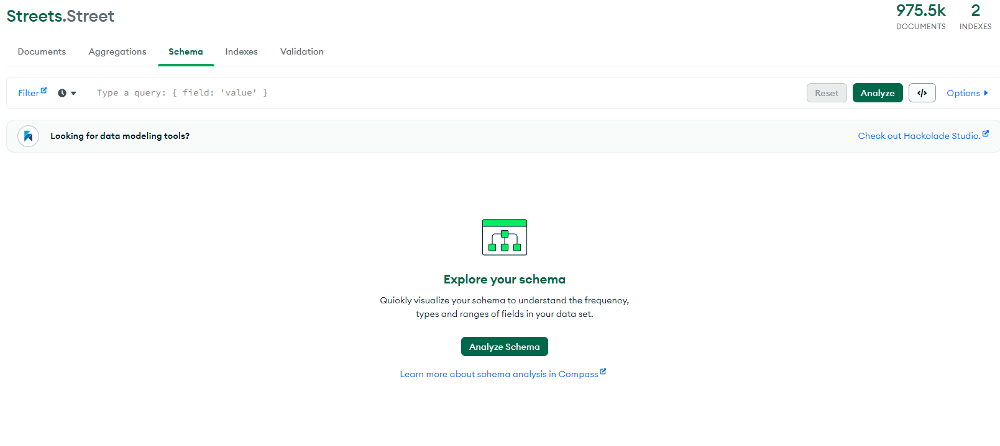 Streets.Street
975.5k
DOCUMENTS
2
INDEXES
Documents
Aggregations
Schema
Indexes
Validation
Filter
Type a query: { field: 'value' }
Reset
Analyze
</>
Options
Looking for data modeling tools?
Check out Hackolade Studio.
Explore your schema
Quickly visualize your schema to understand the frequency,
types and ranges of fields in your data set.
Analyze Schema
Learn more about schema analysis in Compass